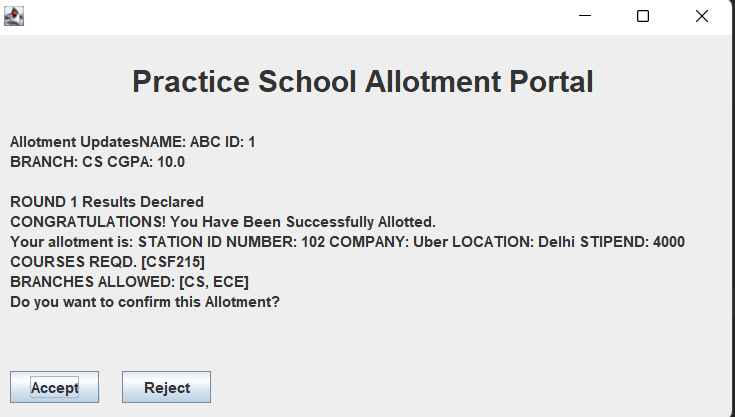 Practice School Allotment Portal
Allotment UpdatesNAME: ABC ID: 1
BRANCH: CS CGPA: 10.0
ROUND 1 Results Declared
CONGRATULATIONS! You Have Been Successfully Allotted.
Your allotment is: STATION ID NUMBER: 102 COMPANY: Uber LOCATION: Delhi STIPEND: 4000
COURSES REQD. [CSF215]
BRANCHES ALLOWED: [CS, ECE]
Do you want to confirm this Allotment?
Accept Reject